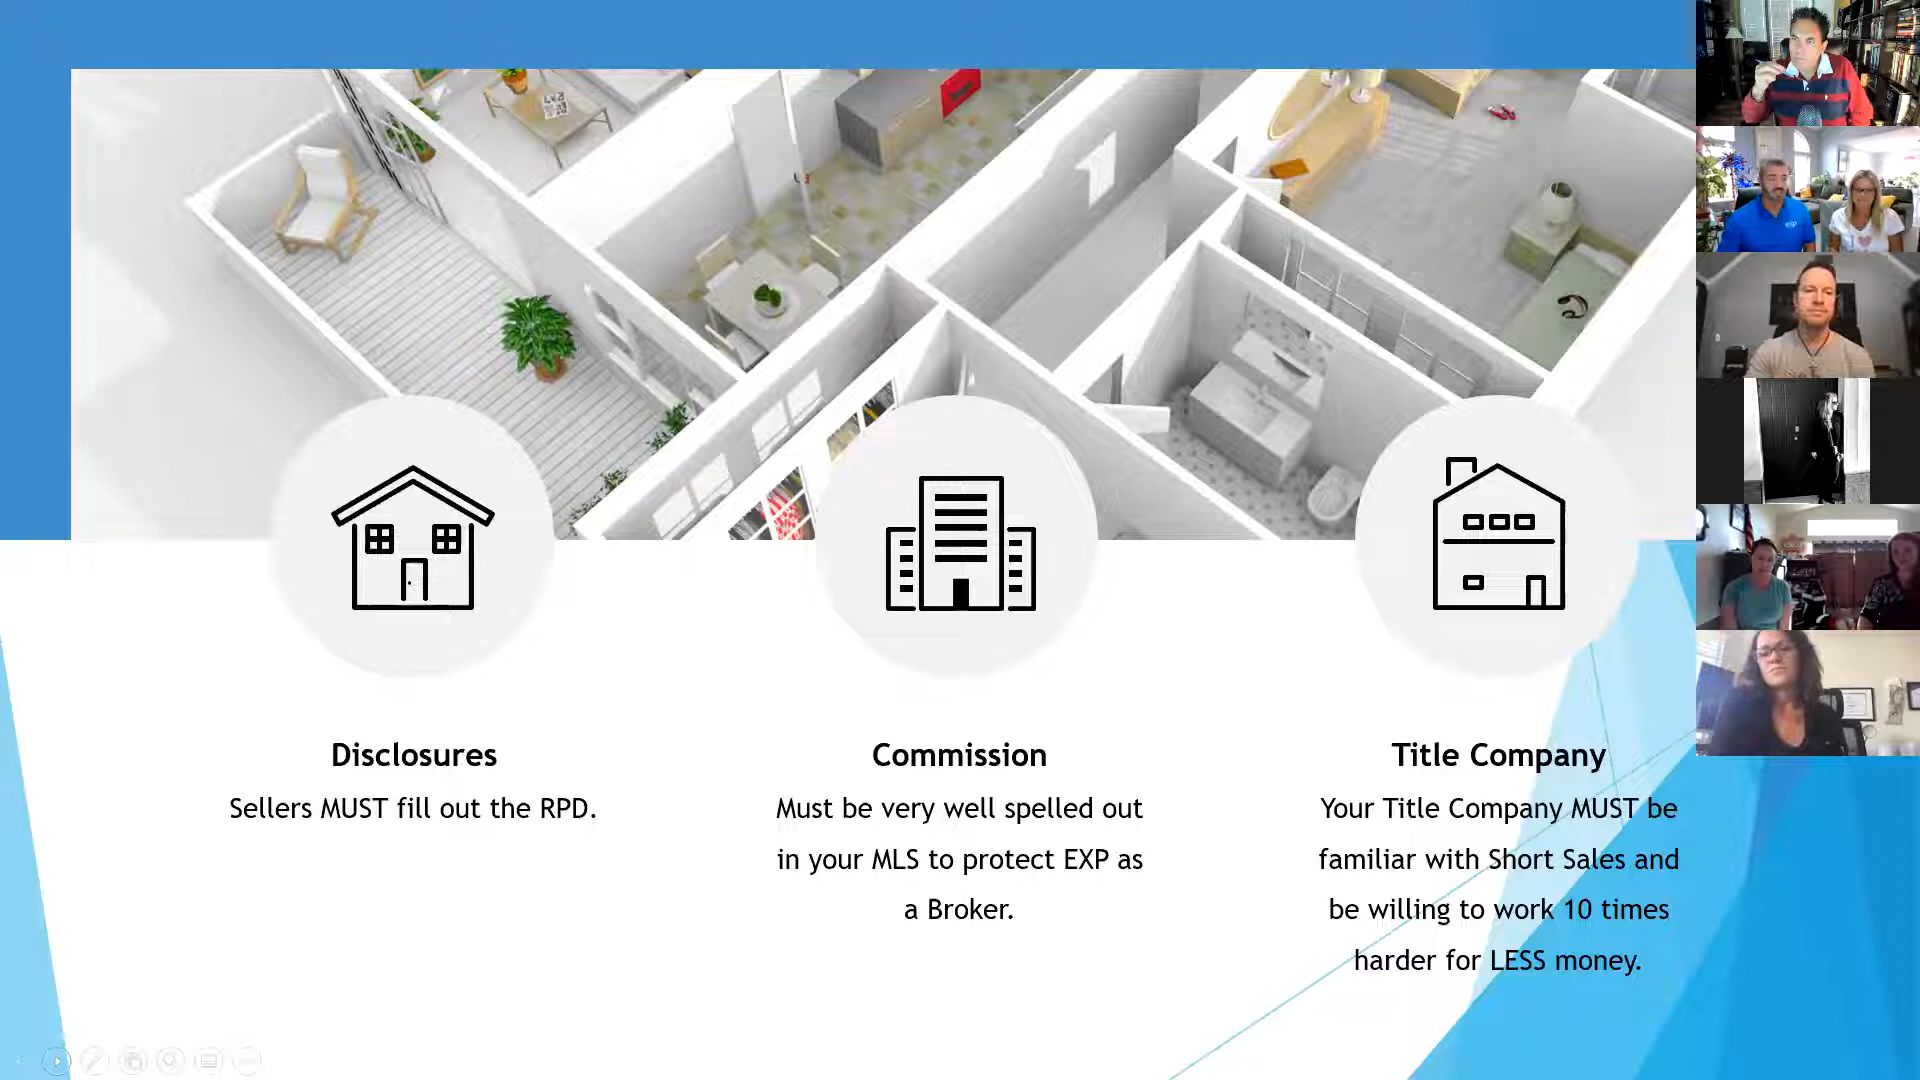 Disclosures
Sellers MUST fill out the RPD.
Commission
Must be very well spelled out
in your MLS to protect EXP as
a Broker.
Title Company
Your Title Company MUST be
familiar with Short Sales and
be willing to work 10 times
harder for LESS money.
exp